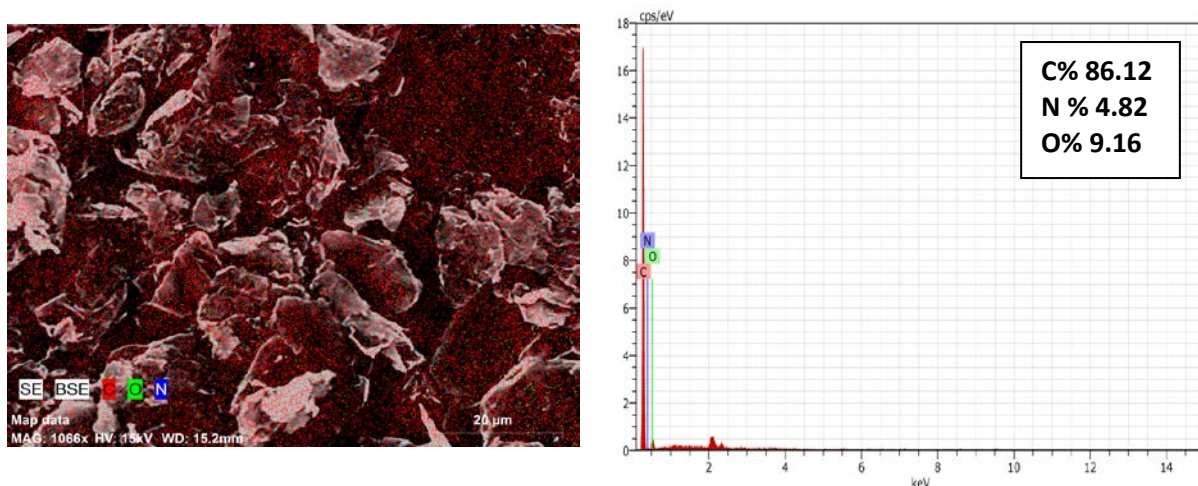 SE BSE C O N
20 µm
Map data
MAG: 1066x HV: 15kV WD: 15.2mm
cps/eV
18
16
14
12
10
8
6
4
2
0
N
O
C
C% 86.12
N % 4.82
O% 9.16
2 4 6 8 10 12 14
keV